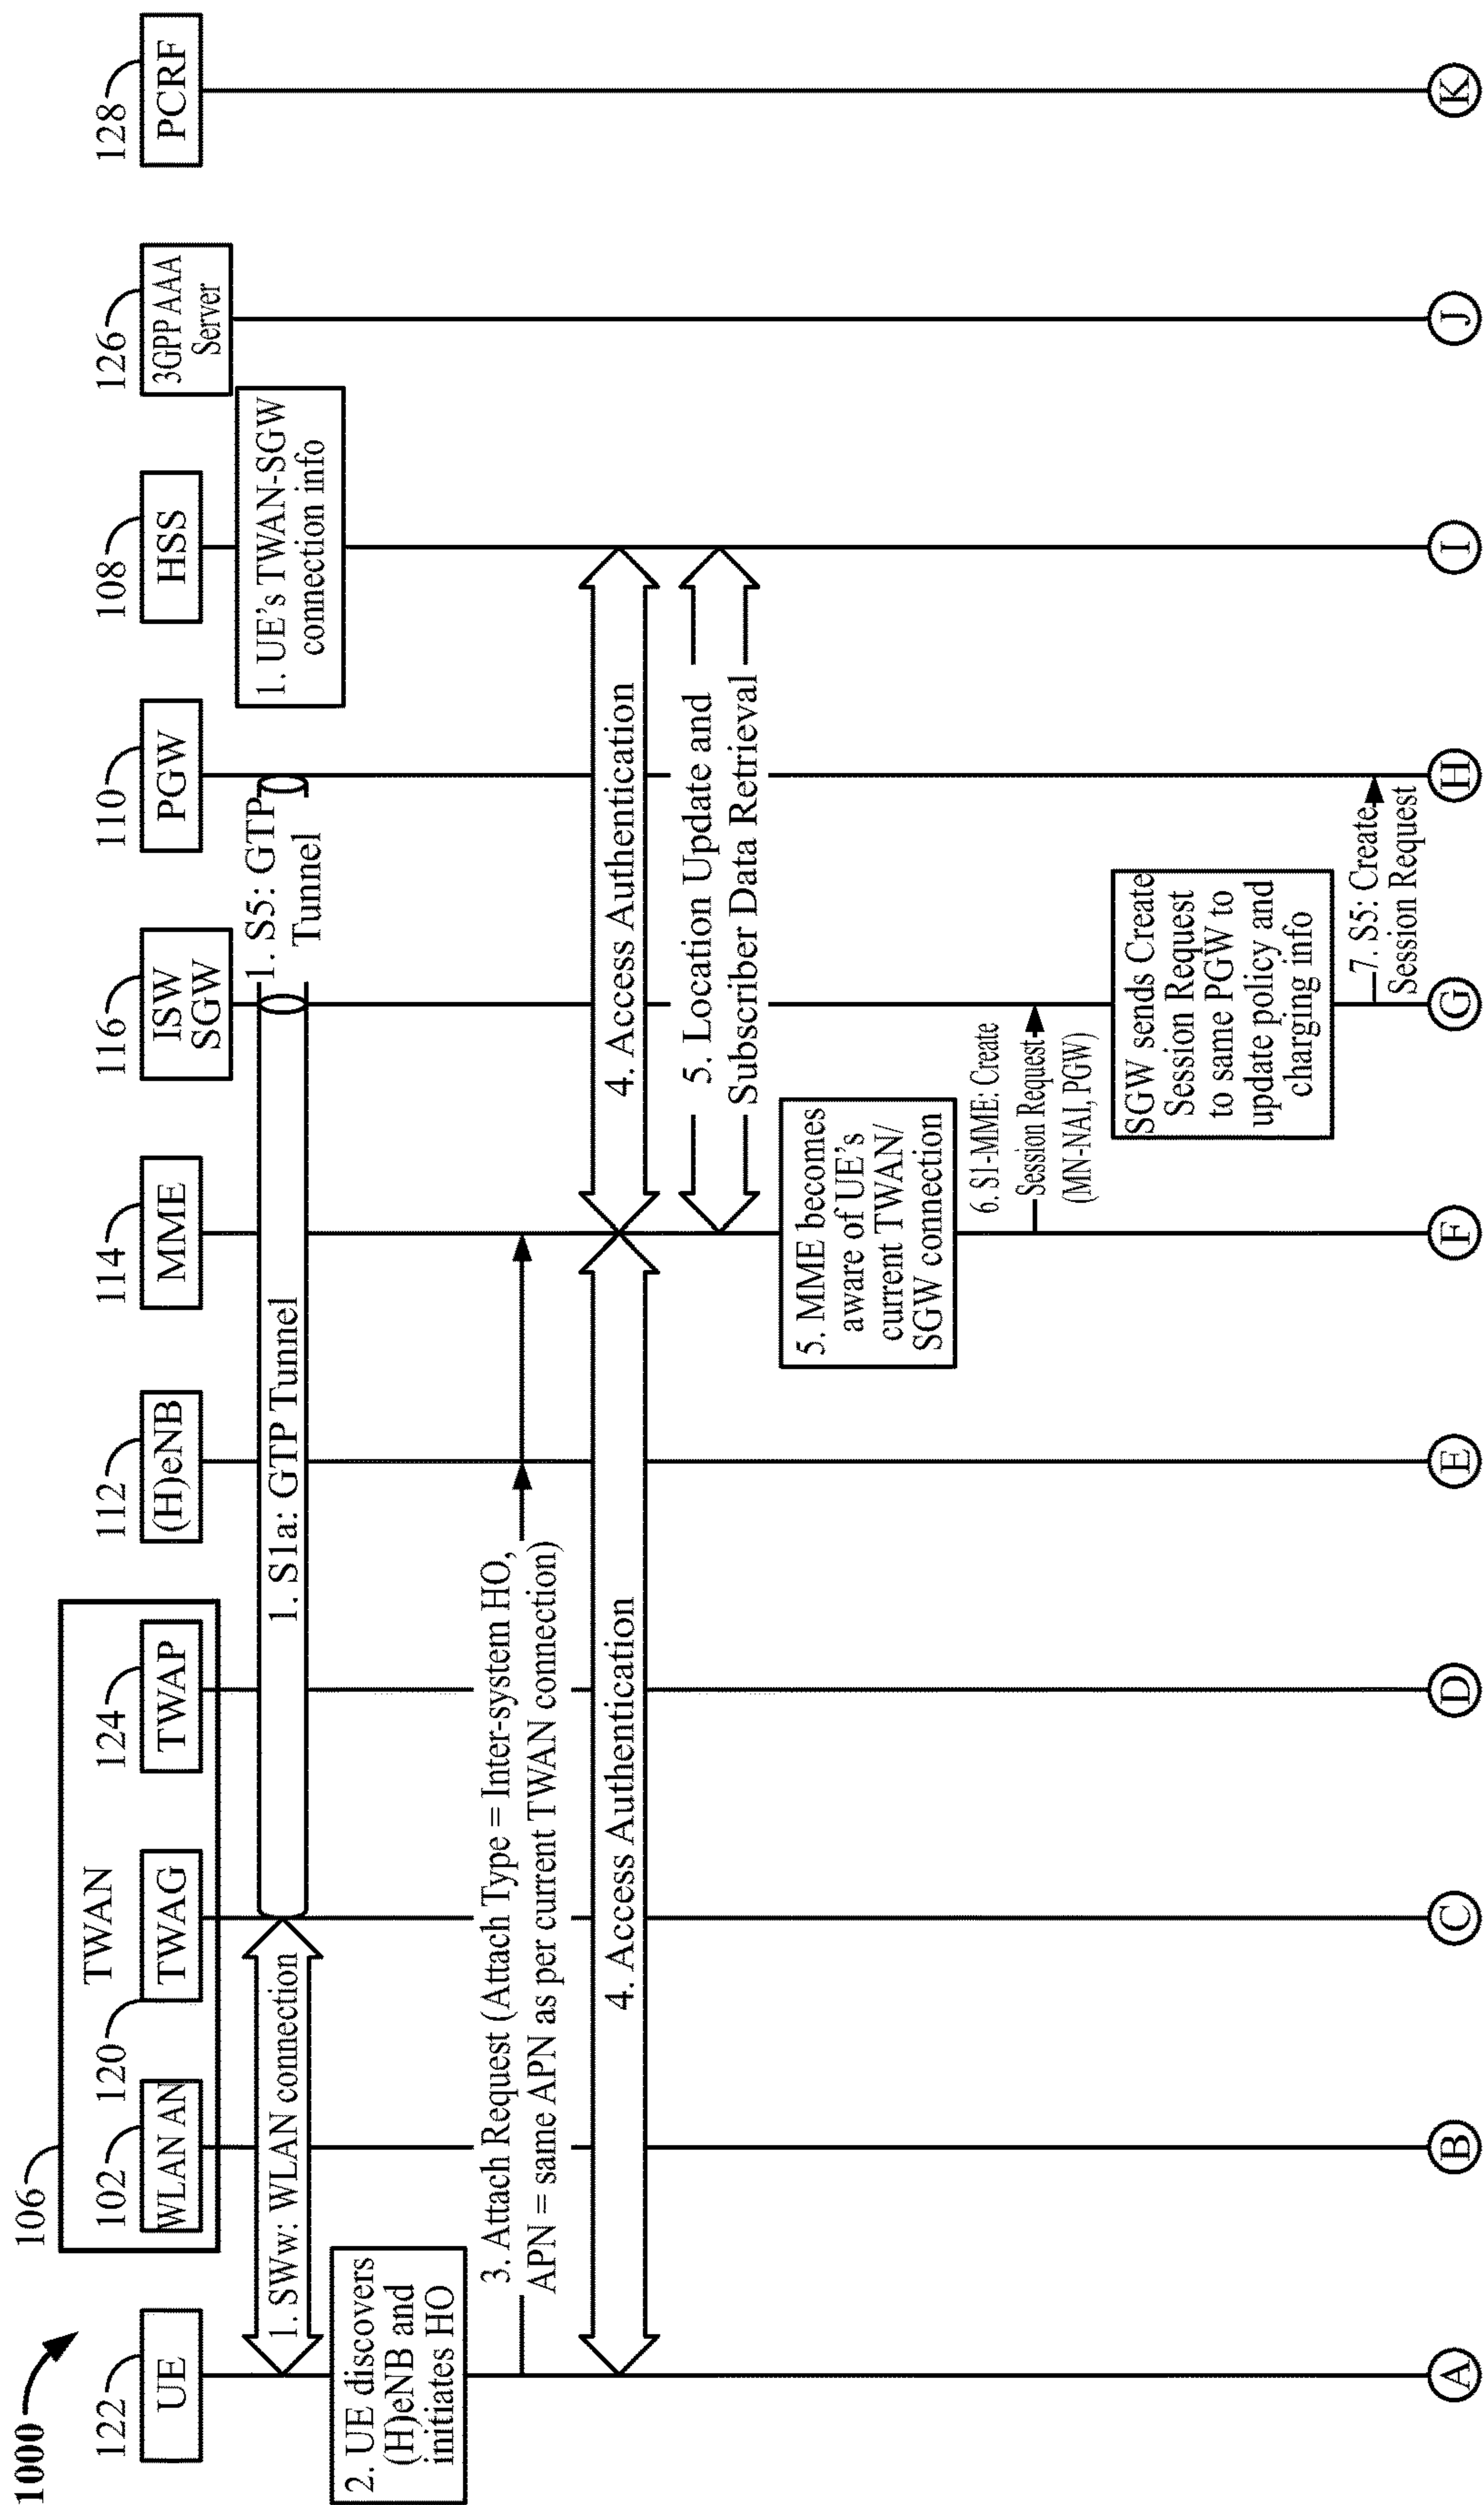 1000
106
TWAN
122
UE
102
WLAN AN
120
TWAG
124
TWAP
112
(H)eNB
114
MME
116
ISW
SGW
110
PGW
108
HSS
126
3GPP AAA
Server
128
PCRF
1. SWw: WLAN connection
1. S1a: GTP Tunnel
1. S5: GTP
Tunnel
1. UE's TWAN-SGW
connection info
2. UE discovers
(H)eNB and
initiates HO
3. Attach Request (Attach Type = Inter-system HO,
APN = same APN as per current TWAN connection)
4. Access Authentication
4. Access Authentication
5. Location Update and
Subscriber Data Retrieval
5. MME becomes
aware of UE's
current TWAN/
SGW connection
6. S1-MME: Create
Session Request
(MN-NAI, PGW)
SGW sends Create
Session Request
to same PGW to
update policy and
charging info
7. S5: Create
Session Request
A
B
C
D
E
F
G
H
I
J
K